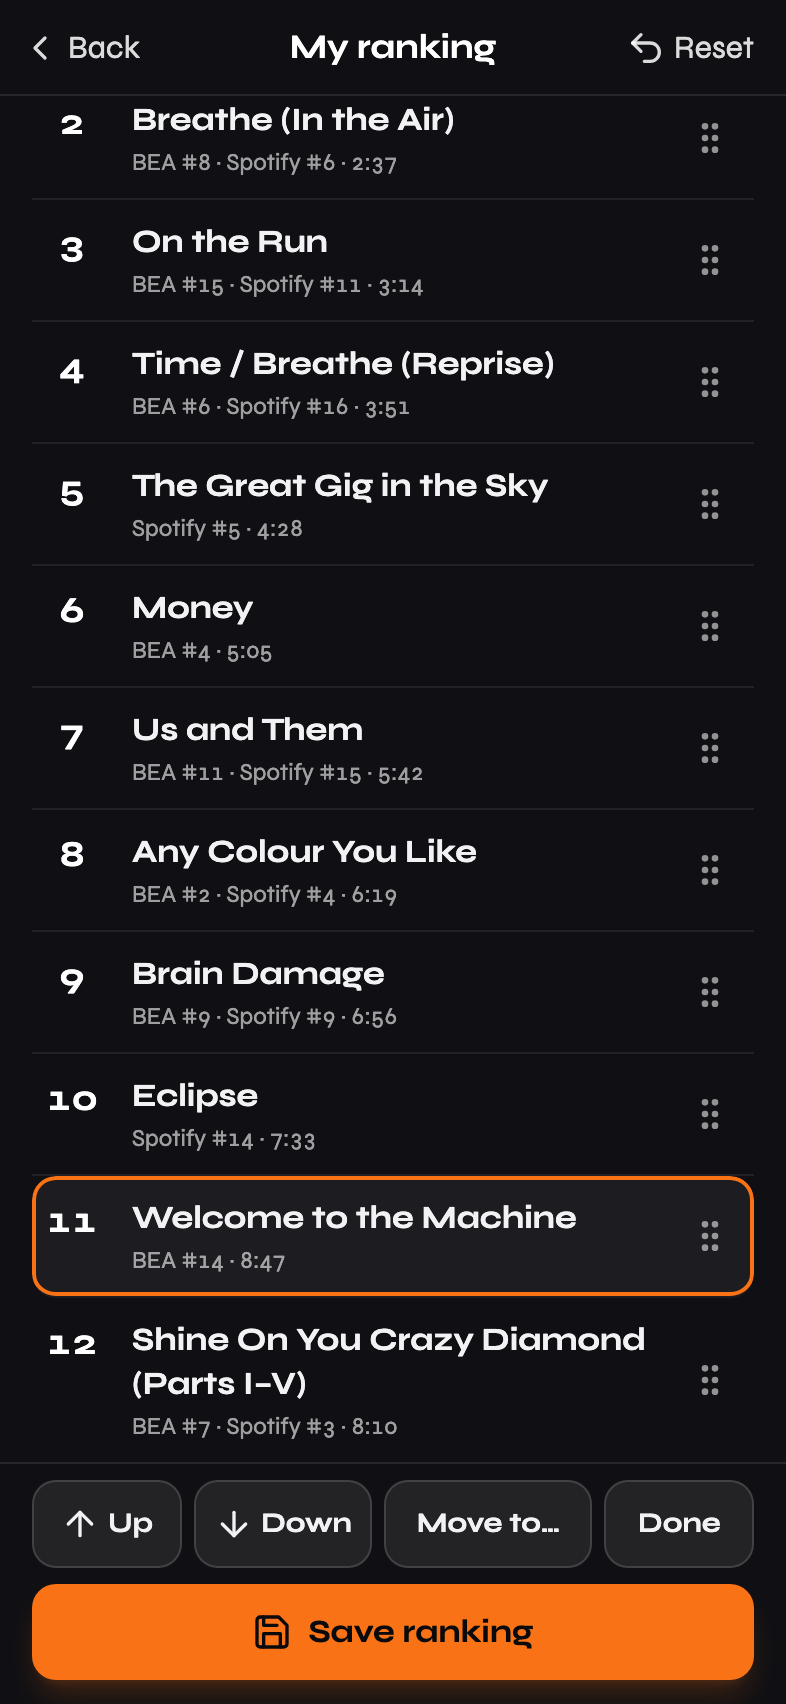 Back
My ranking
Reset
2
Breathe (In the Air)
BEA #8 · Spotify #6 · 2:37
3
On the Run
BEA #15 · Spotify #11 · 3:14
4
Time / Breathe (Reprise)
BEA #6 · Spotify #16 · 3:51
5
The Great Gig in the Sky
Spotify #5 · 4:28
6
Money
BEA #4 · 5:05
7
Us and Them
BEA #11 · Spotify #15 · 5:42
8
Any Colour You Like
BEA #2 · Spotify #4 · 6:19
9
Brain Damage
BEA #9 · Spotify #9 · 6:56
10
Eclipse
Spotify #14 · 7:33
11
Welcome to the Machine
BEA #14 · 8:47
12
Shine On You Crazy Diamond
(Parts I–V)
BEA #7 · Spotify #3 · 8:10
Up
Down
Move to...
Done
Save ranking